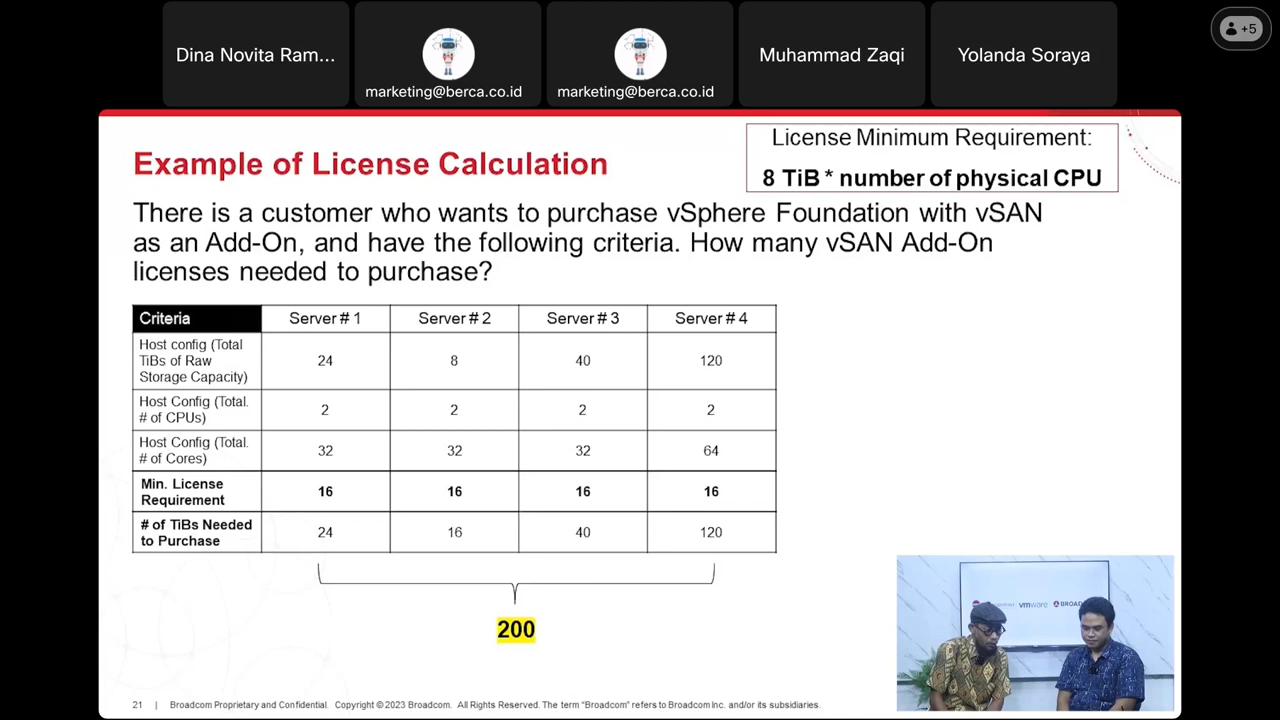 Dina Novita Ram...
marketing@berca.co.id
marketing@berca.co.id
Muhammad Zaqi
Yolanda Soraya
+5
License Minimum Requirement:
8 TiB * number of physical CPU
Example of License Calculation
There is a customer who wants to purchase vSphere Foundation with vSAN
as an Add-On, and have the following criteria. How many vSAN Add-On
licenses needed to purchase?
Criteria Server # 1 Server # 2 Server # 3 Server # 4
Host config (Total
TiBs of Raw
Storage Capacity)
24 8 40 120
Host Config (Total.
# of CPUs)
2 2 2 2
Host Config (Total.
# of Cores)
32 32 32 64
Min. License
Requirement
16 16 16 16
# of TiBs Needed
to Purchase
24 16 40 120
200
vmware
21 | Broadcom Proprietary and Confidential. Copyright © 2023 Broadcom. All Rights Reserved. The term “Broadcom” refers to Broadcom Inc. and/or its subsidiaries.